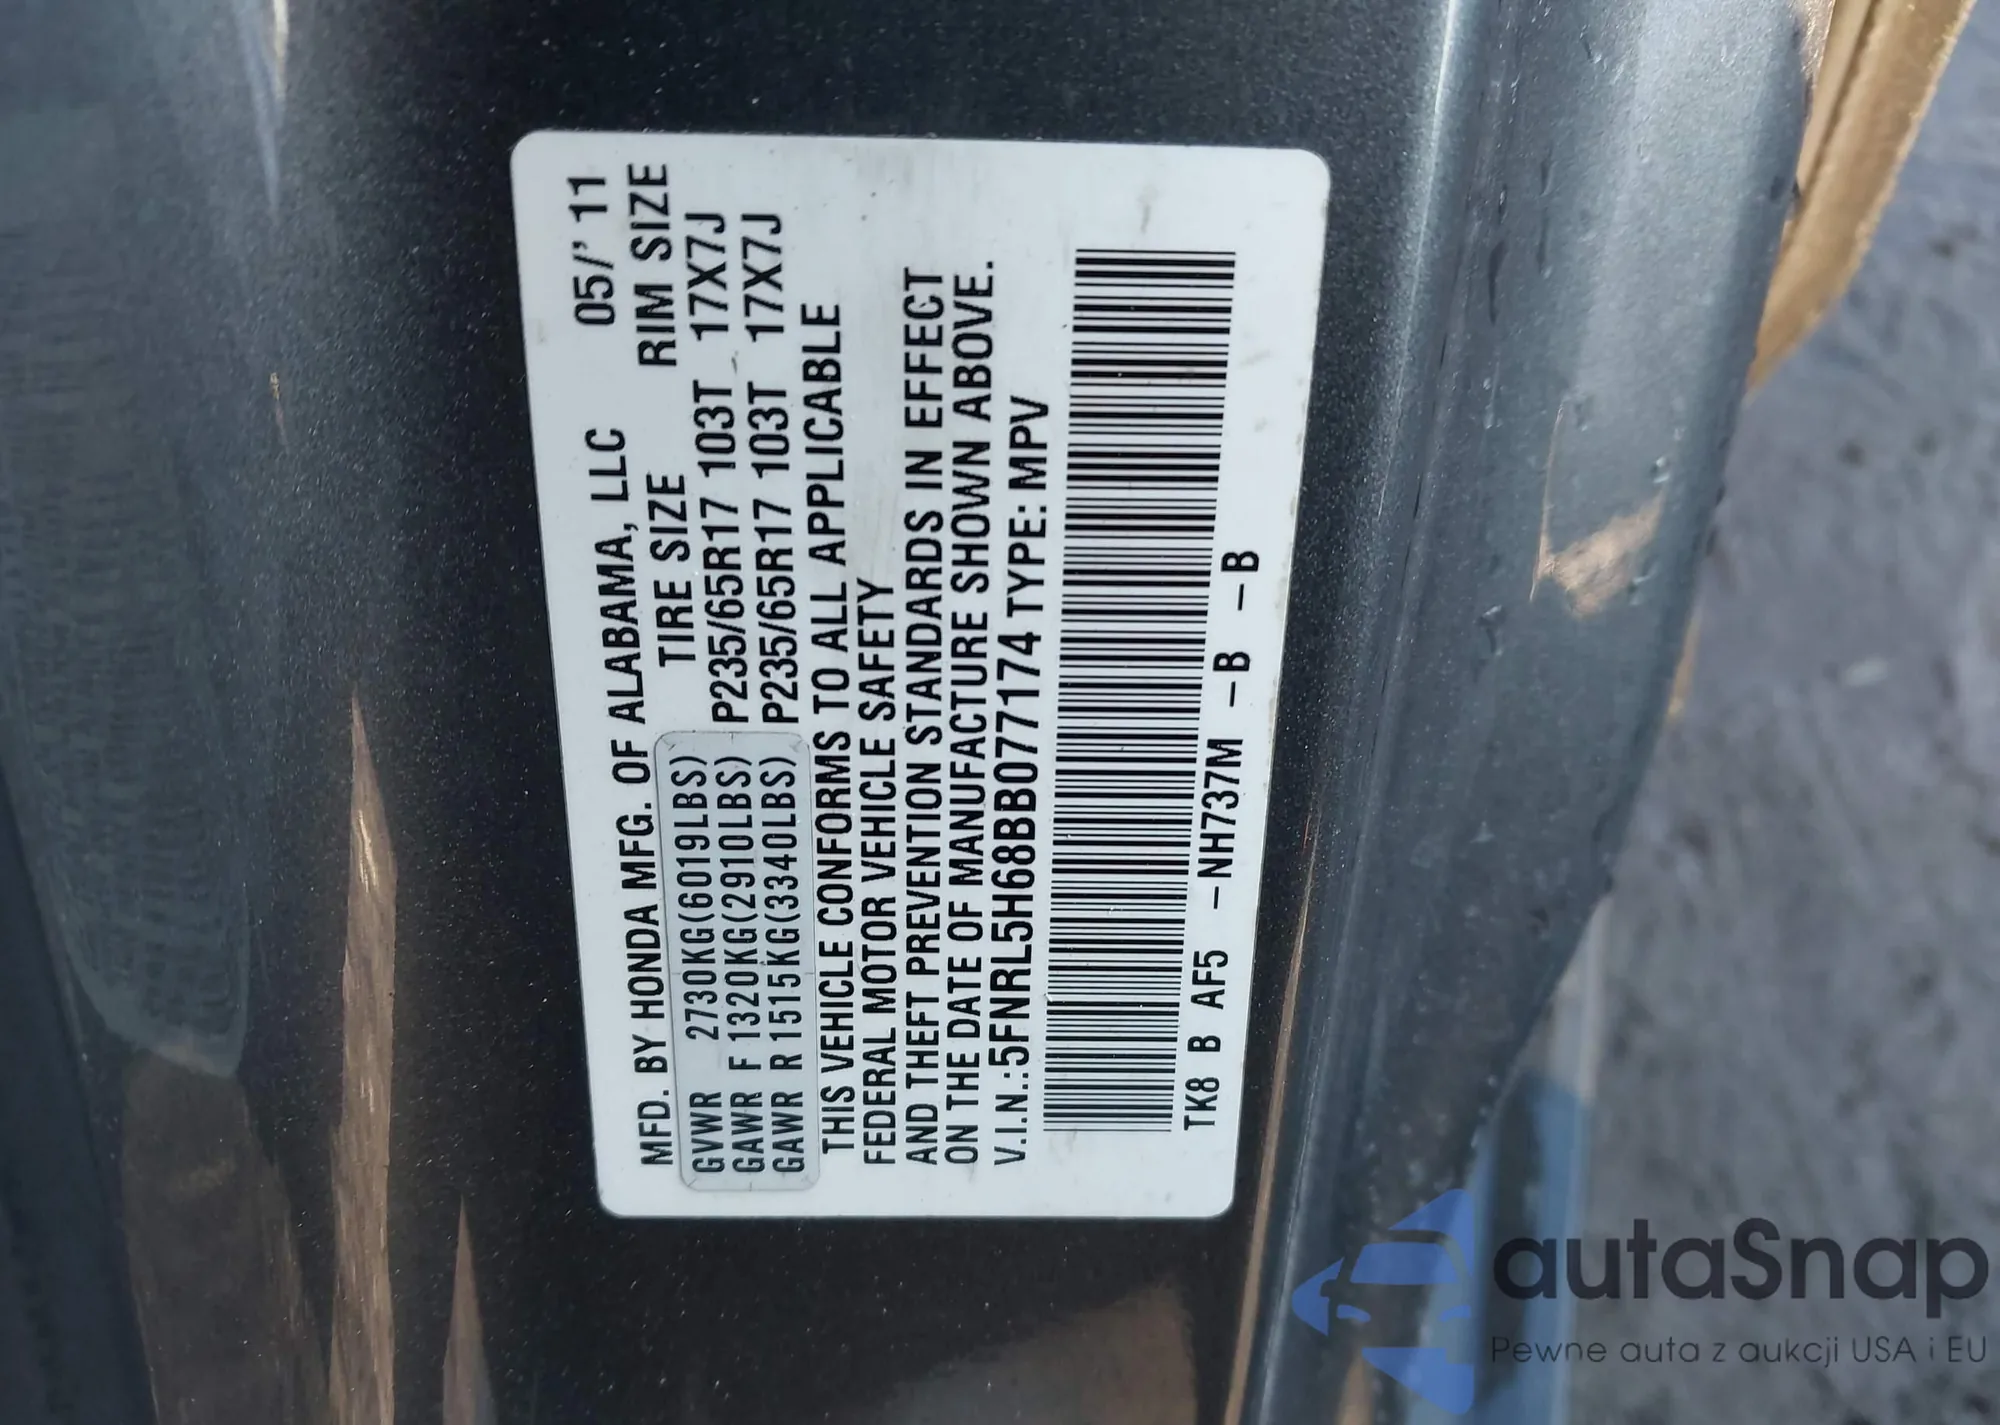 MFD. BY HONDA MFG. OF ALABAMA, LLC 05/'11
TIRE SIZE RIM SIZE
GVWR 2730KG(6019LBS)
GAWR F 1320KG(2910LBS) P235/65R17 103T 17X7J
GAWR R 1515KG(3340LBS) P235/65R17 103T 17X7J
THIS VEHICLE CONFORMS TO ALL APPLICABLE
FEDERAL MOTOR VEHICLE SAFETY
AND THEFT PREVENTION STANDARDS IN EFFECT
ON THE DATE OF MANUFACTURE SHOWN ABOVE.
V.I.N.:5FNRL5H68BB077174 TYPE: MPV
TK8 B AF5 -NH737M -B -B
autaSnap
Pewne auta z aukcji USA i EU